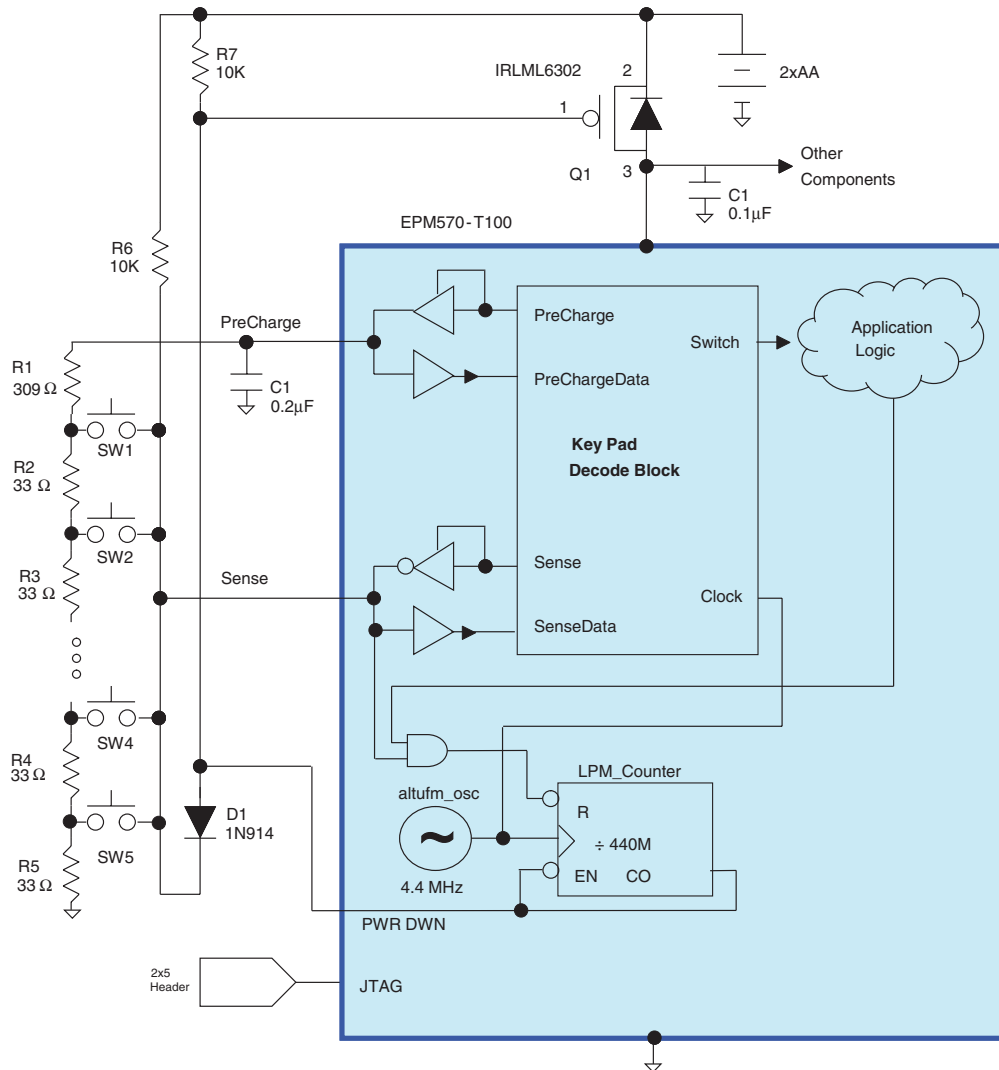 R7
10K
IRLML6302
2
2xAA
1
Q1
3
Other
Components
C1
0.1µF
EPM570-T100
R6
10K
PreCharge
PreCharge
Switch
Application
Logic
R1
309 Ω
C1
0.2µF
PreChargeData
SW1
Key Pad
Decode Block
R2
33 Ω
SW2
R3
33 Ω
Sense
Sense
Clock
SenseData
SW4
R4
33Ω
LPM_Counter
altufm_osc
D1
1N914
R
~
÷ 440M
SW5
R5
33 Ω
4.4 MHz
EN
CO
PWR DWN
2x5
Header
JTAG